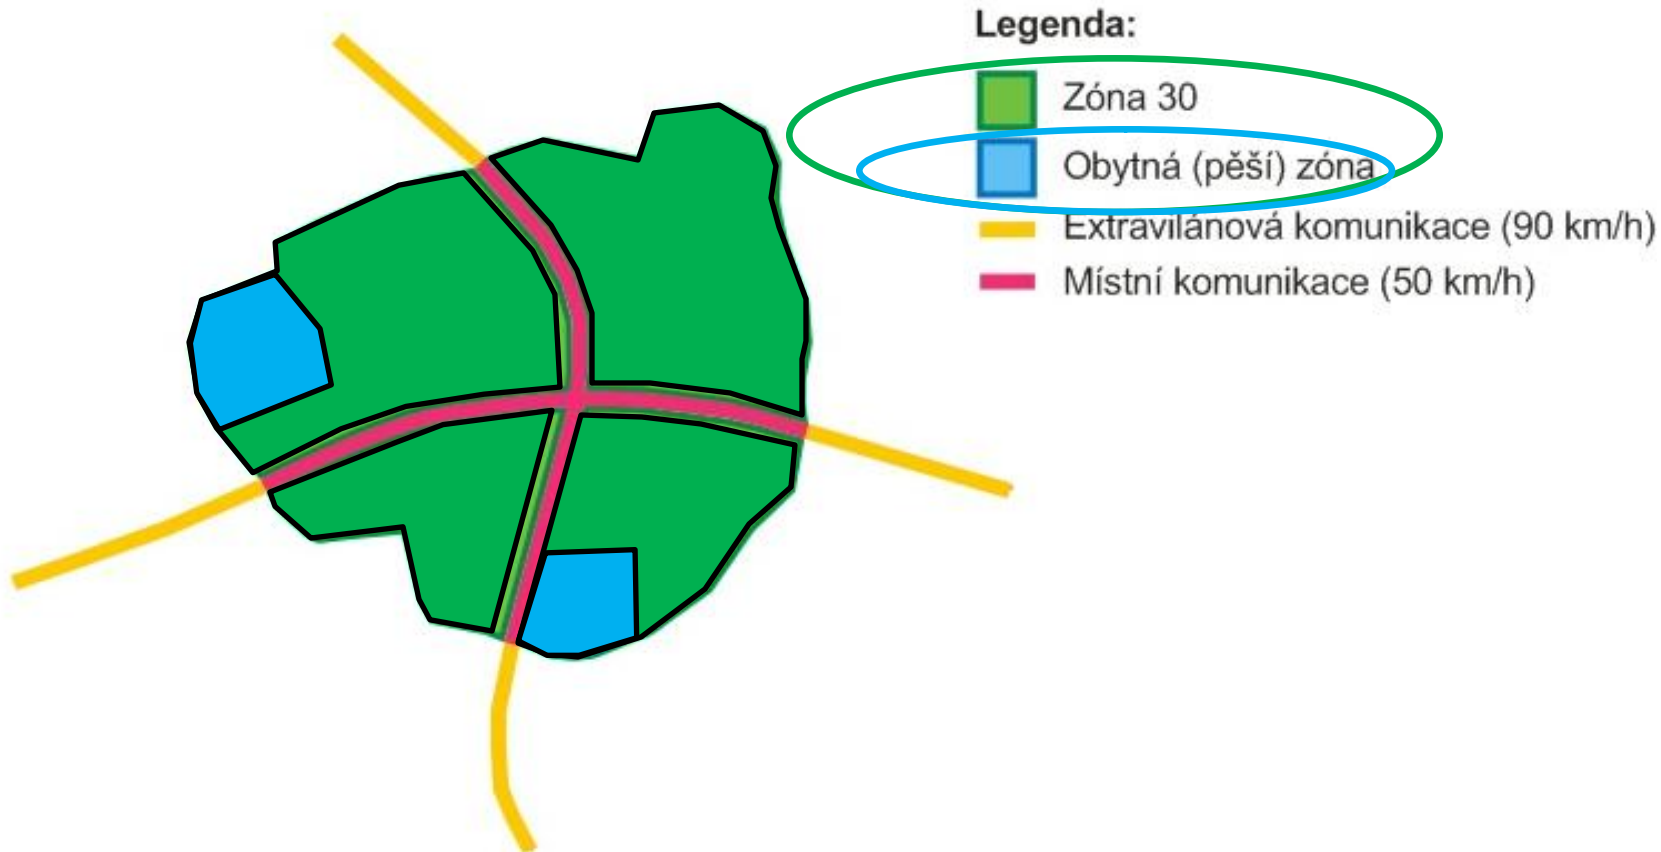 Legenda:
Zóna 30
Obytná (pěší) zóna
Extravilánová komunikace (90 km/h)
Místní komunikace (50 km/h)